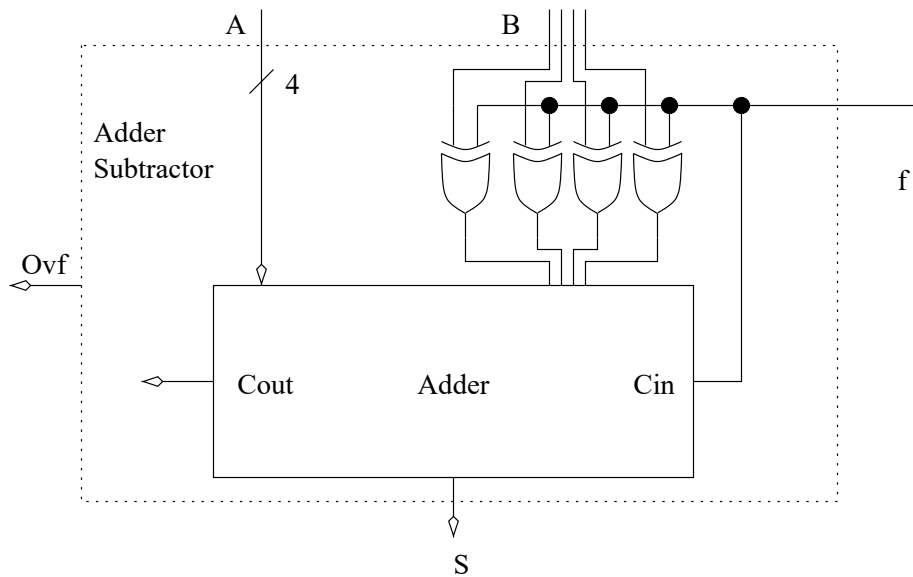 A
B
4
Adder
Subtractor
f
Ovf
Cout
Adder
Cin
S